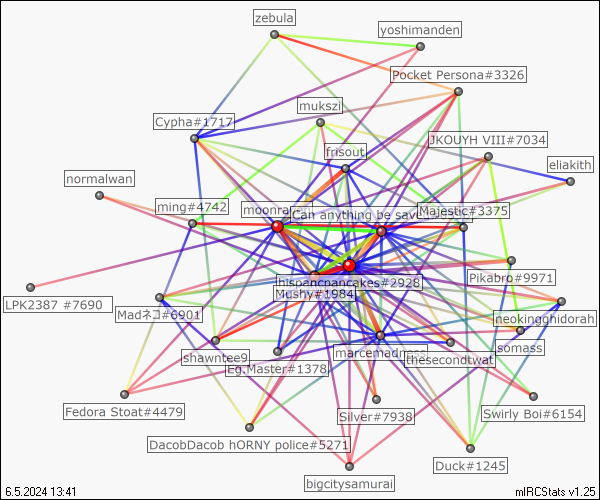 zebula
yoshimanden
Pocket Persona#3326
mukszi
Cypha#1717
JKOUYH VIII#7034
frisout
eliakith
normalwan
ming#4742
Can anything be sav
Majestic#3375
Pikabro#9971
hispancpancakes#2928
Mushy#1984
LPK2387 #7690
Madネコ#6901
neokingghidorah
somass
marcemadness
thesecondtwat
shawntee9
Eg.Master#1378
Fedora Stoat#4479
Silver#7938
Swirly Boi#6154
DacobDacob hORNY police#5271
Duck#1245
bigcitysamurai
6.5.2024 13:41
mIRCStats v1.25